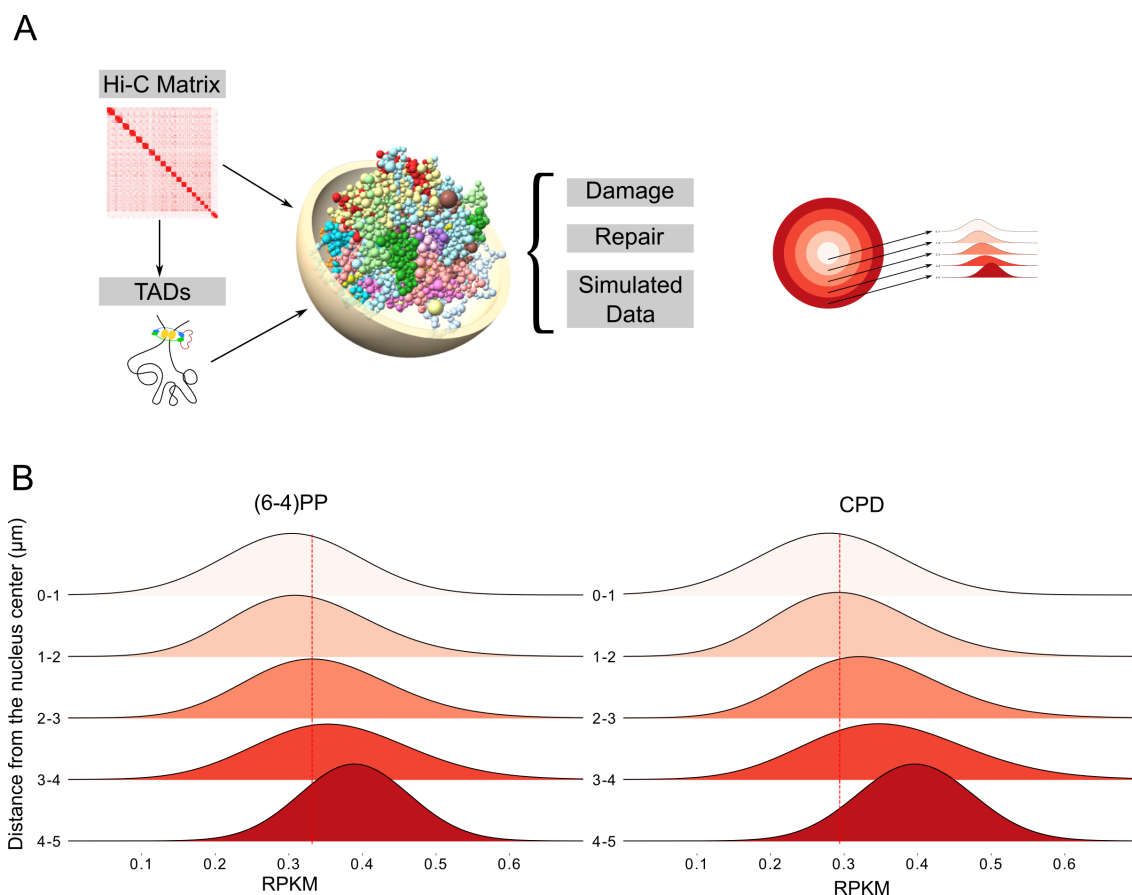 A
Hi-C Matrix
TADs
Damage
Repair
Simulated
Data
B
(6-4)PP
CPD
Distance from the nucleus center (μm)
0-1
1-2
2-3
3-4
4-5
0.1 0.2 0.3 0.4 0.5 0.6
RPKM
0-1
1-2
2-3
3-4
4-5
0.1 0.2 0.3 0.4 0.5 0.6
RPKM